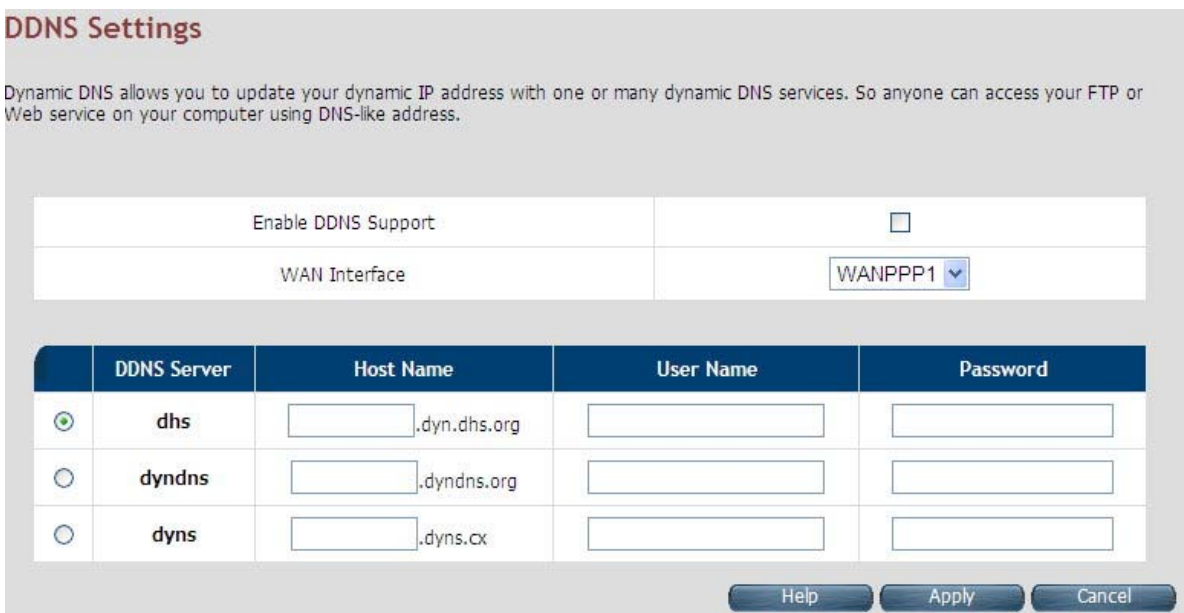 DDNS Settings
Dynamic DNS allows you to update your dynamic IP address with one or many dynamic DNS services. So anyone can access your FTP or
Web service on your computer using DNS-like address.
Enable DDNS Support
WAN Interface WANPPP1
DDNS Server Host Name User Name Password
dhs .dyn.dhs.org
dyndns .dyndns.org
dyns .dyns.cx
Help Apply Cancel